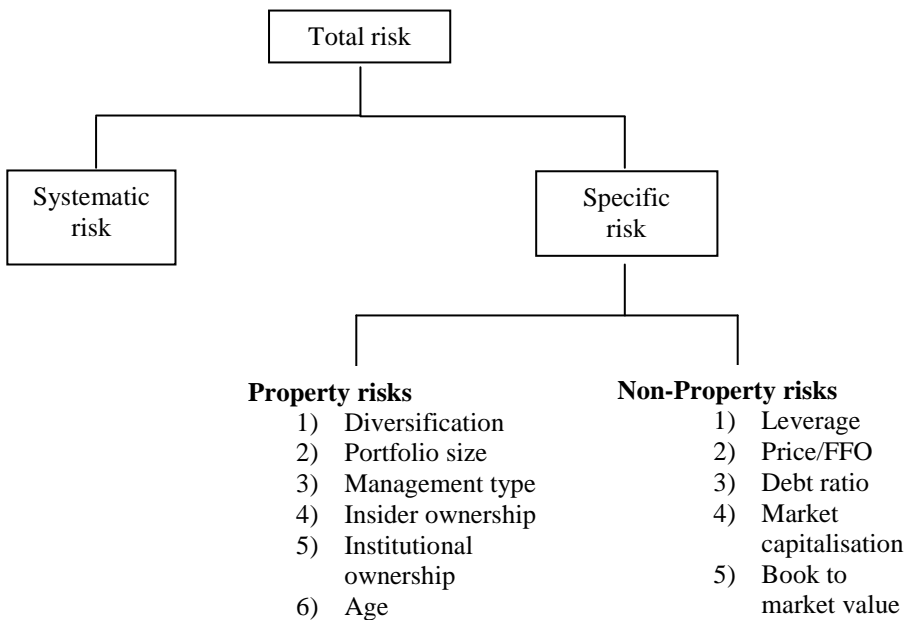 Total risk
Systematic
risk
Specific
risk
Property risks
1) Diversification
2) Portfolio size
3) Management type
4) Insider ownership
5) Institutional
ownership
6) Age
Non-Property risks
1) Leverage
2) Price/FFO
3) Debt ratio
4) Market
capitalisation
5) Book to
market value